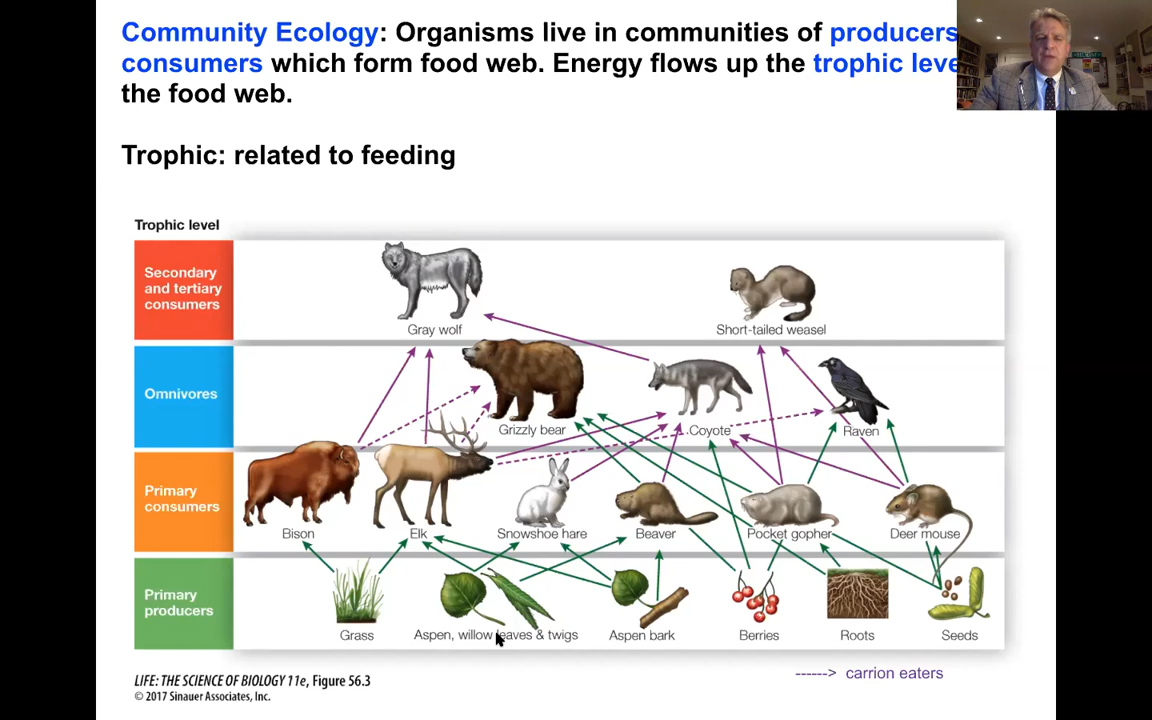 Community Ecology: Organisms live in communities of producers
consumers which form food web. Energy flows up the trophic leve
the food web.
Trophic: related to feeding
Trophic level
Secondary
and tertiary
consumers
Gray wolf
Short-tailed weasel
Omnivores
Grizzly bear
Coyote
Raven
Primary
consumers
Bison
Elk
Snowshoe hare
Beaver
Pocket gopher
Deer mouse
Primary
producers
Grass
Aspen, willow leaves & twigs
Aspen bark
Berries
Roots
Seeds
LIFE: THE SCIENCE OF BIOLOGY 11e, Figure 56.3
© 2017 Sinauer Associates, Inc.
------> carrion eaters